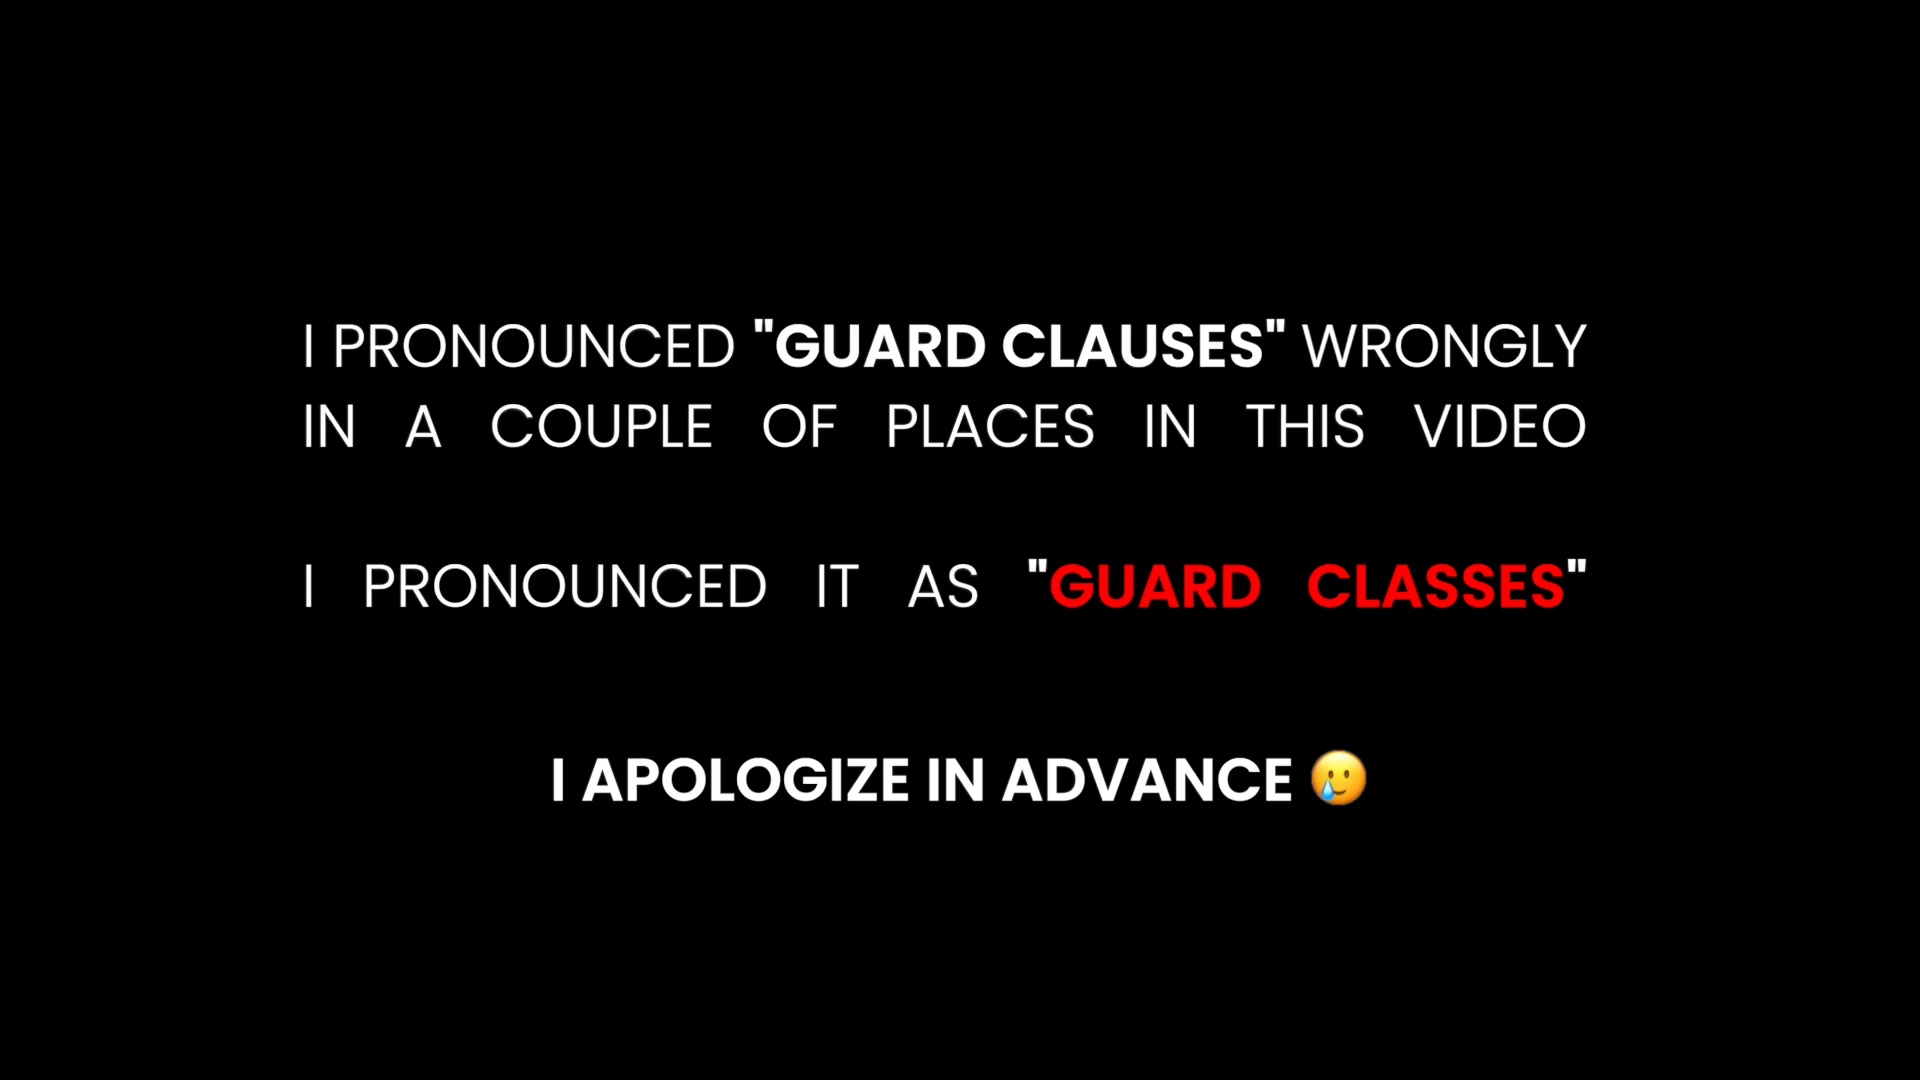 I PRONOUNCED "GUARD CLAUSES" WRONGLY
IN A COUPLE OF PLACES IN THIS VIDEO
I PRONOUNCED IT AS "GUARD CLASSES"
I APOLOGIZE IN ADVANCE 🥲